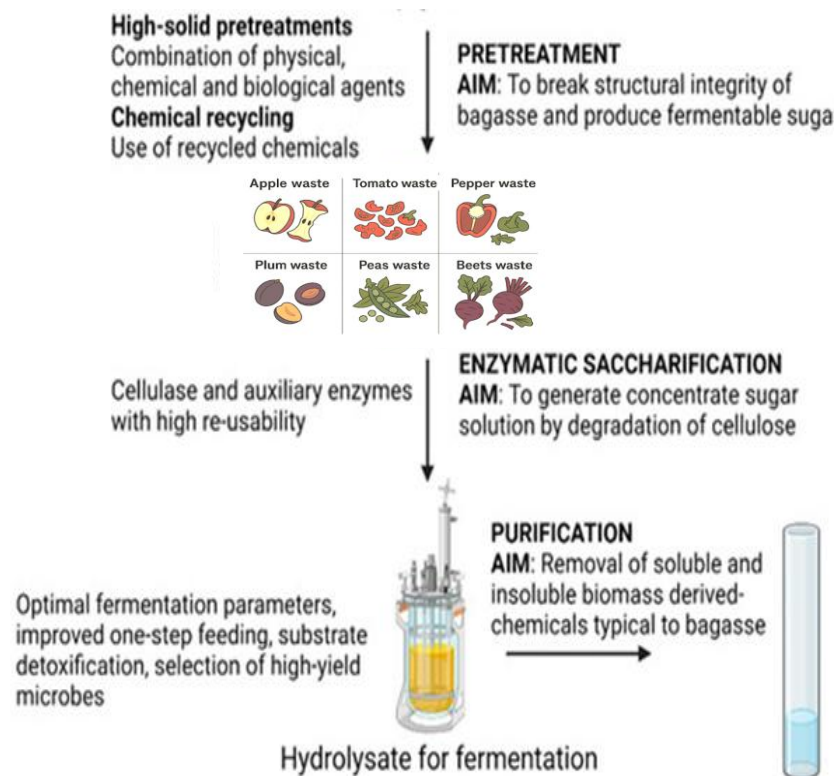 High-solid pretreatments
Combination of physical,
chemical and biological agents
Chemical recycling
Use of recycled chemicals
PRETREATMENT
AIM: To break structural integrity of
bagasse and produce fermentable suga
Apple waste
Tomato waste
Pepper waste
Plum waste
Peas waste
Beets waste
Cellulase and auxiliary enzymes
with high re-usability
ENZYMATIC SACCHARIFICATION
AIM: To generate concentrate sugar
solution by degradation of cellulose
Optimal fermentation parameters,
improved one-step feeding, substrate
detoxification, selection of high-yield
microbes
PURIFICATION
AIM: Removal of soluble and
insoluble biomass derived-
chemicals typical to bagasse
Hydrolysate for fermentation